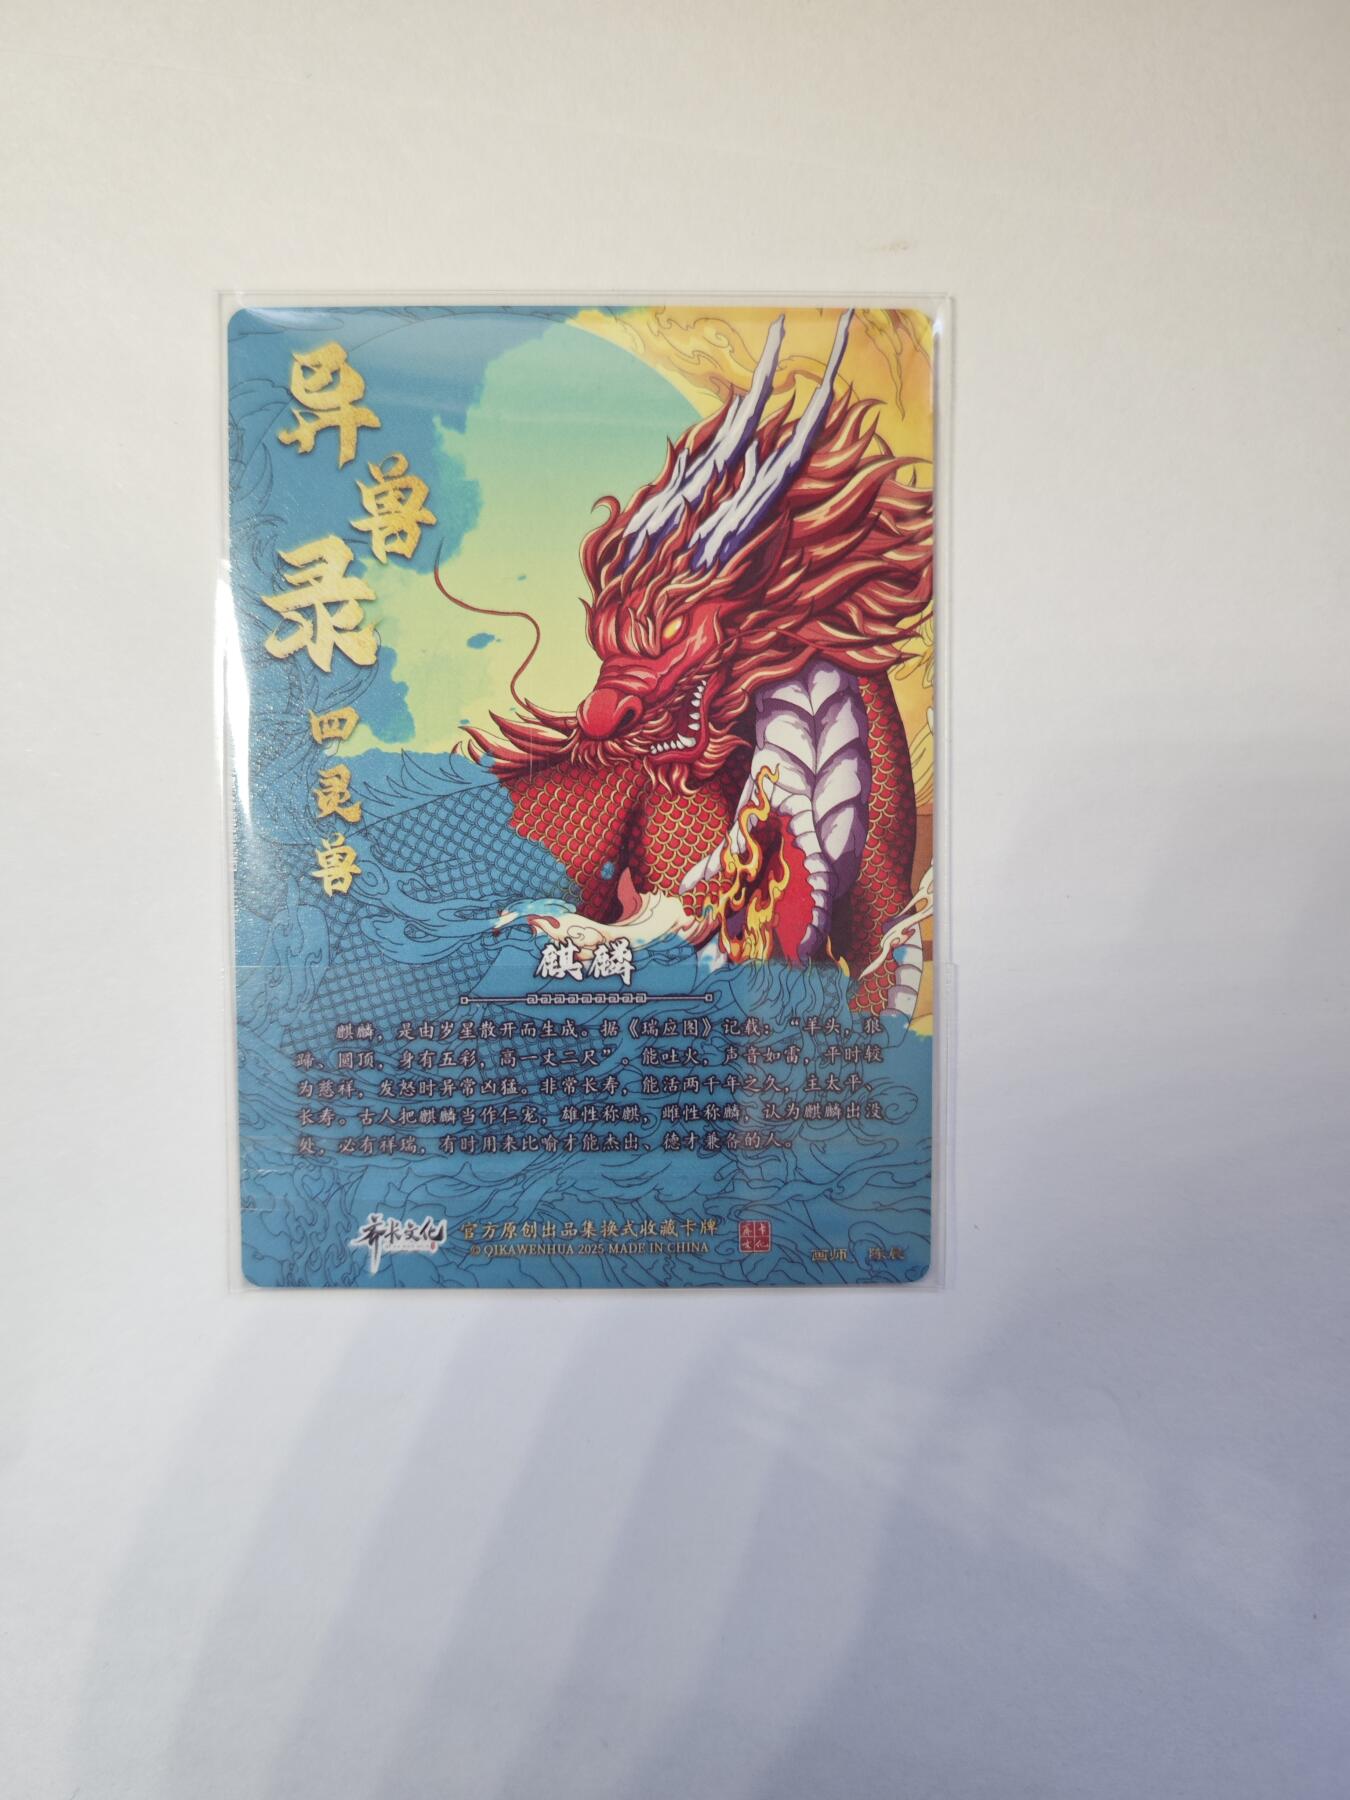 异兽录
四灵兽
麒麟
麒麟，是由岁星散开而生成。据《瑞应图》记载：“羊头，狼
蹄、圆顶，身有五彩，高一丈二尺”。能吐火，声音如雷，平时较
为慈祥，发怒时异常凶猛。非常长寿，能活两千年之久，主太平、
长寿。古人把麒麟当作仁宠，雄性称麒，雌性称麟，认为麒麟出没
处，必有祥瑞，有时用来比喻才能杰出、德才兼备的人。
卡文化
官方原创出品集换式收藏卡牌
© QIKAWENHUA 2025 MADE IN CHINA
画师 陈